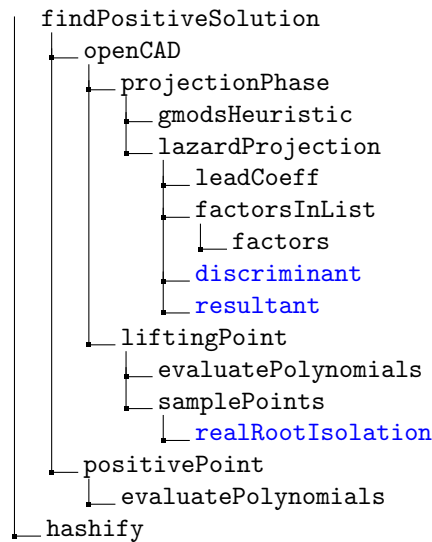 findPositiveSolution
openCAD
projectionPhase
gmodsHeuristic
lazardProjection
leadCoeff
factorsInList
factors
discriminant
resultant
liftingPoint
evaluatePolynomials
samplePoints
realRootIsolation
positivePoint
evaluatePolynomials
hashify